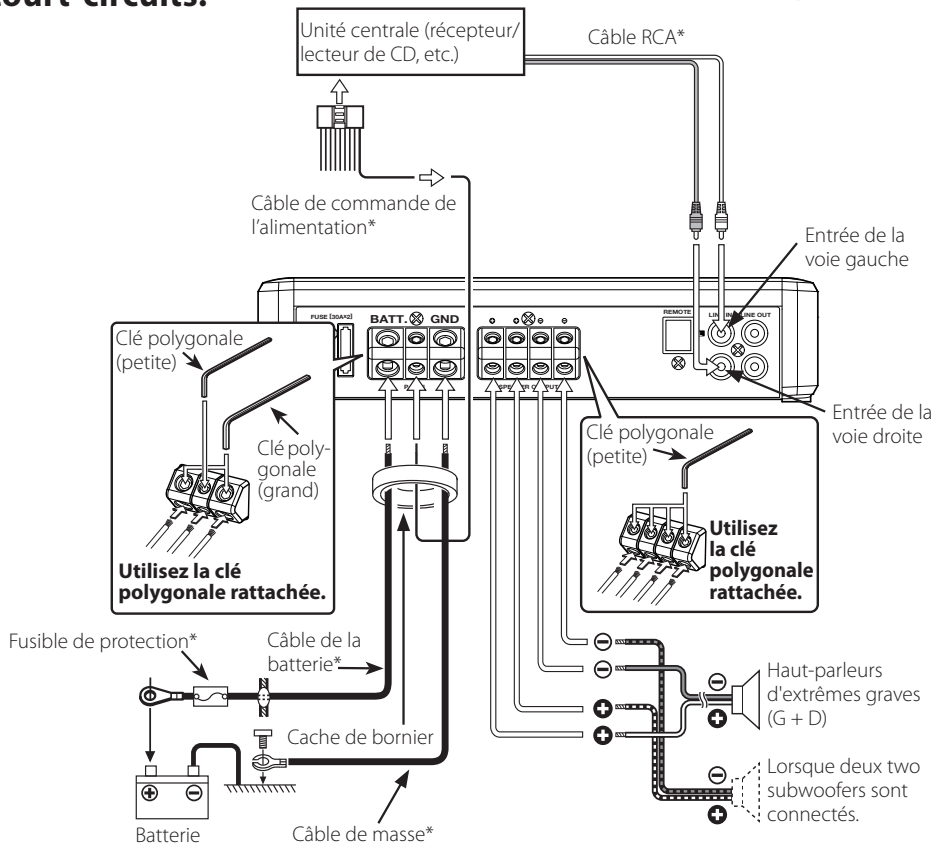 court-circuits.
Unité centrale (récepteur/
lecteur de CD, etc.)
Câble RCA*
Câble de commande de
l'alimentation*
Entrée de la
voie gauche
FUSE [30A*2]
BATT.
GND
REMOTE
LINE OUT
SPEAKER OUTPUT
Clé polygonale
(petite)
Clé poly-
gonale
(grand)
Utilisez la clé
polygonale rattachée.
Entrée de la
voie droite
Clé polygonale
(petite)
Utilisez
la clé
polygonale
rattachée.
Fusible de protection*
Câble de la
batterie*
Cache de bornier
Batterie
Câble de masse*
Haut-parleurs
d'extrêmes graves
(G + D)
Lorsque deux two
subwoofers sont
connectés.